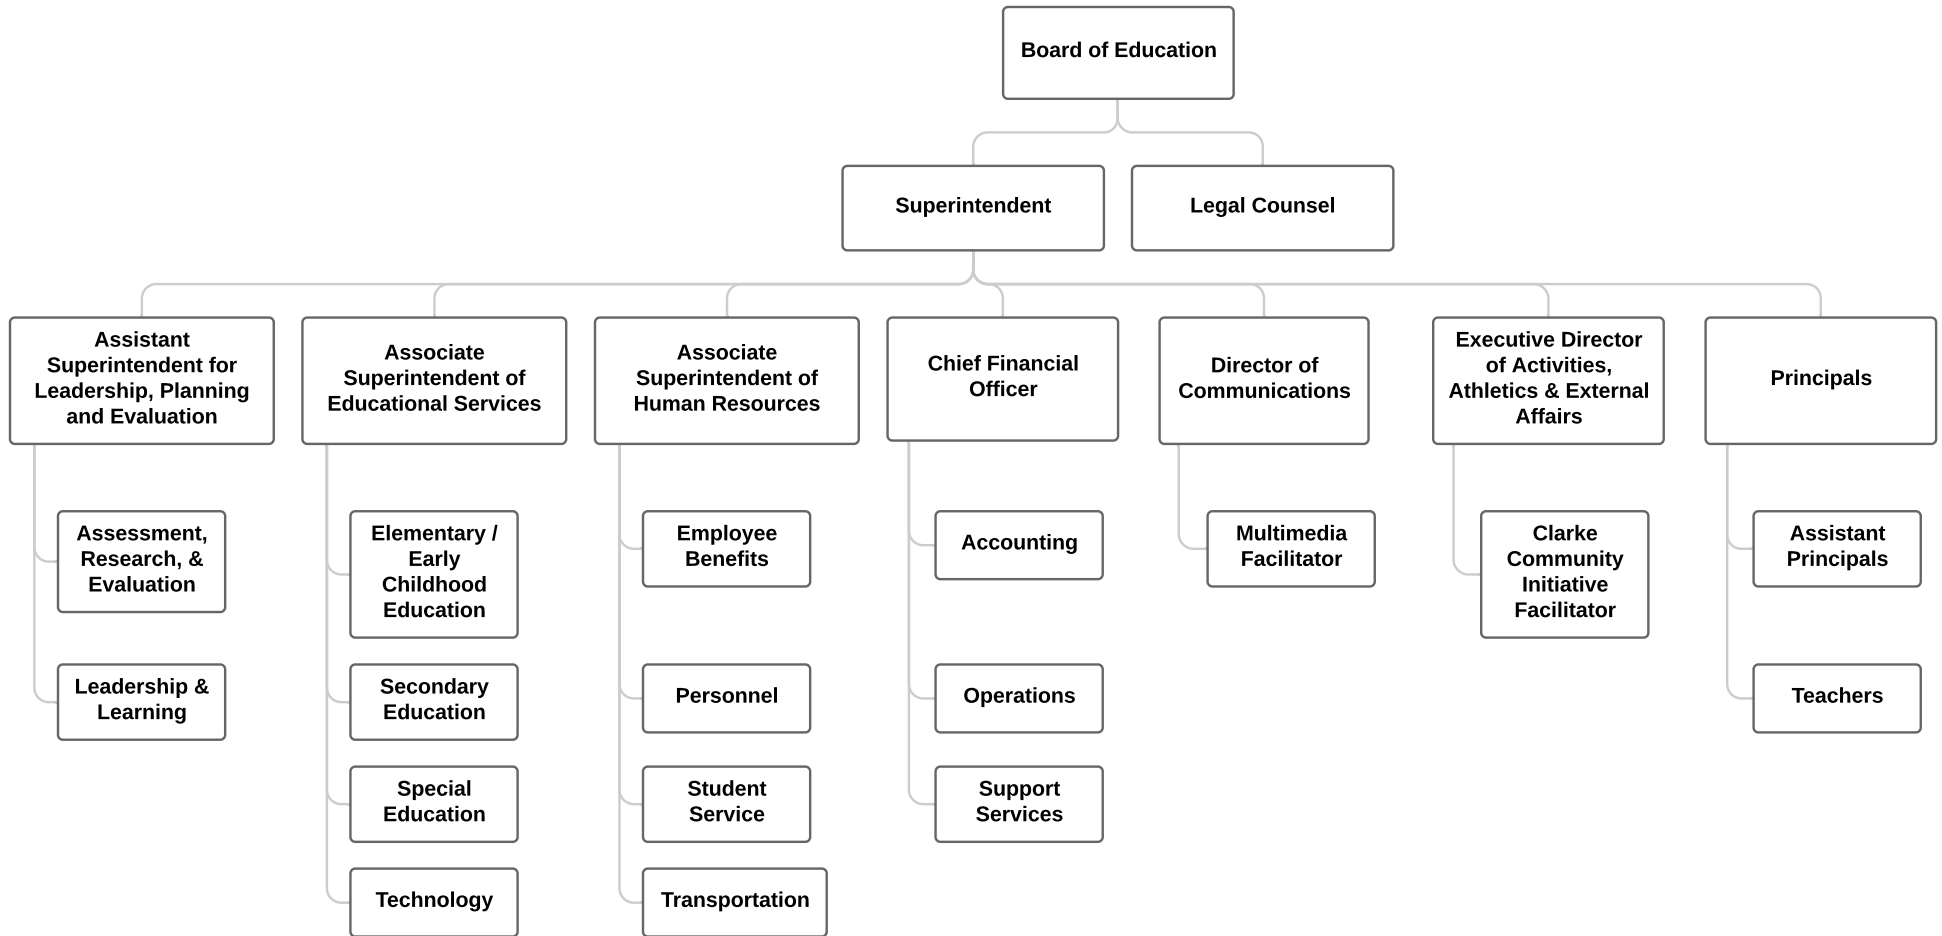 Board of Education
Superintendent
Legal Counsel
Assistant
Superintendent for
Leadership, Planning
and Evaluation
Associate
Superintendent of
Educational Services
Associate
Superintendent of
Human Resources
Chief Financial
Officer
Director of
Communications
Executive Director
of Activities,
Athletics & External
Affairs
Principals
Assessment,
Research, &
Evaluation
Leadership &
Learning
Elementary /
Early
Childhood
Education
Secondary
Education
Special
Education
Technology
Employee
Benefits
Personnel
Student
Service
Transportation
Accounting
Operations
Support
Services
Multimedia
Facilitator
Clarke
Community
Initiative
Facilitator
Assistant
Principals
Teachers